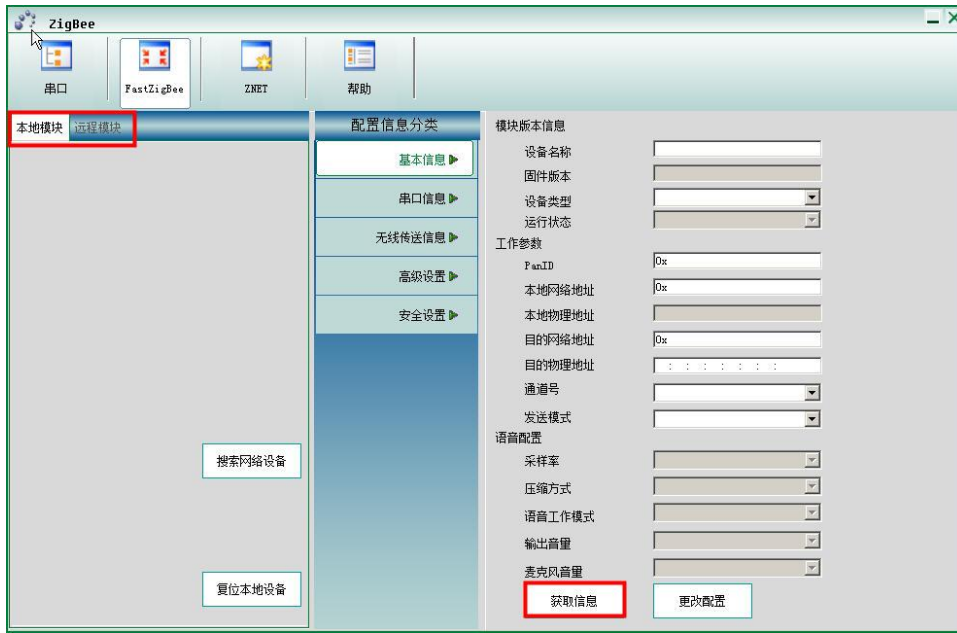 ZigBee
串口 FastZigBee ZNET 帮助
本地模块 远程模块
配置信息分类
基本信息
串口信息
无线传送信息
高级设置
安全设置
搜索网络设备
复位本地设备
模块版本信息
设备名称
固件版本
设备类型
运行状态
工作参数
PanID 0x
本地网络地址 0x
本地物理地址
目的网络地址 0x
目的物理地址 : : : : : : :
通道号
发送模式
语音配置
采样率
压缩方式
语音工作模式
输出音量
麦克风音量
获取信息 更改配置